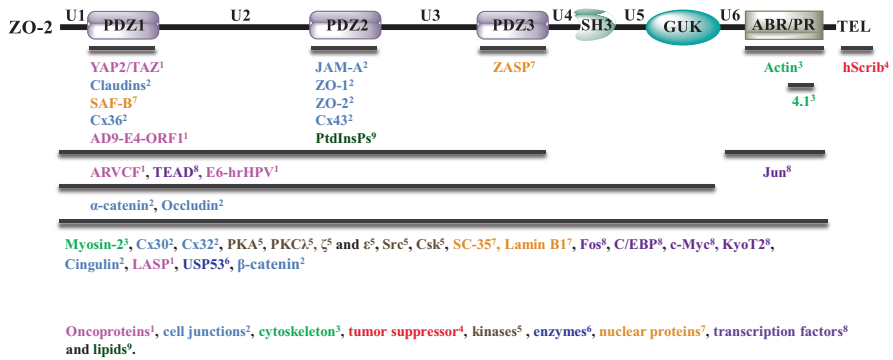 U1 U2 U3 U4 U5 U6
ZO-2 PDZ1 PDZ2 PDZ3 SH3 GUK ABR/PR TEL
YAP2/TAZ¹ JAM-A² ZASP⁷ Actin³ hScrib⁴
Claudins² ZO-1²
SAF-B⁷ ZO-2² 4.1³
Cx36² Cx43²
AD9-E4-ORF1¹ PtdInsPs⁹
ARVCF¹, TEAD⁸, E6-hrHPV¹ Jun⁸
α-catenin², Occludin²
Myosin-2³, Cx30², Cx32², PKA⁵, PKCλ⁵, ζ⁵ and ε⁵, Src⁵, Csk⁵, SC-35⁷, Lamin B1⁷, Fos⁸, C/EBP⁸, c-Myc⁸, KyoT2⁸,
Cingulin², LASP¹, USP53⁶, β-catenin²
Oncoproteins¹, cell junctions², cytoskeleton³, tumor suppressor⁴, kinases⁵ , enzymes⁶, nuclear proteins⁷, transcription factors⁸
and lipids⁹.